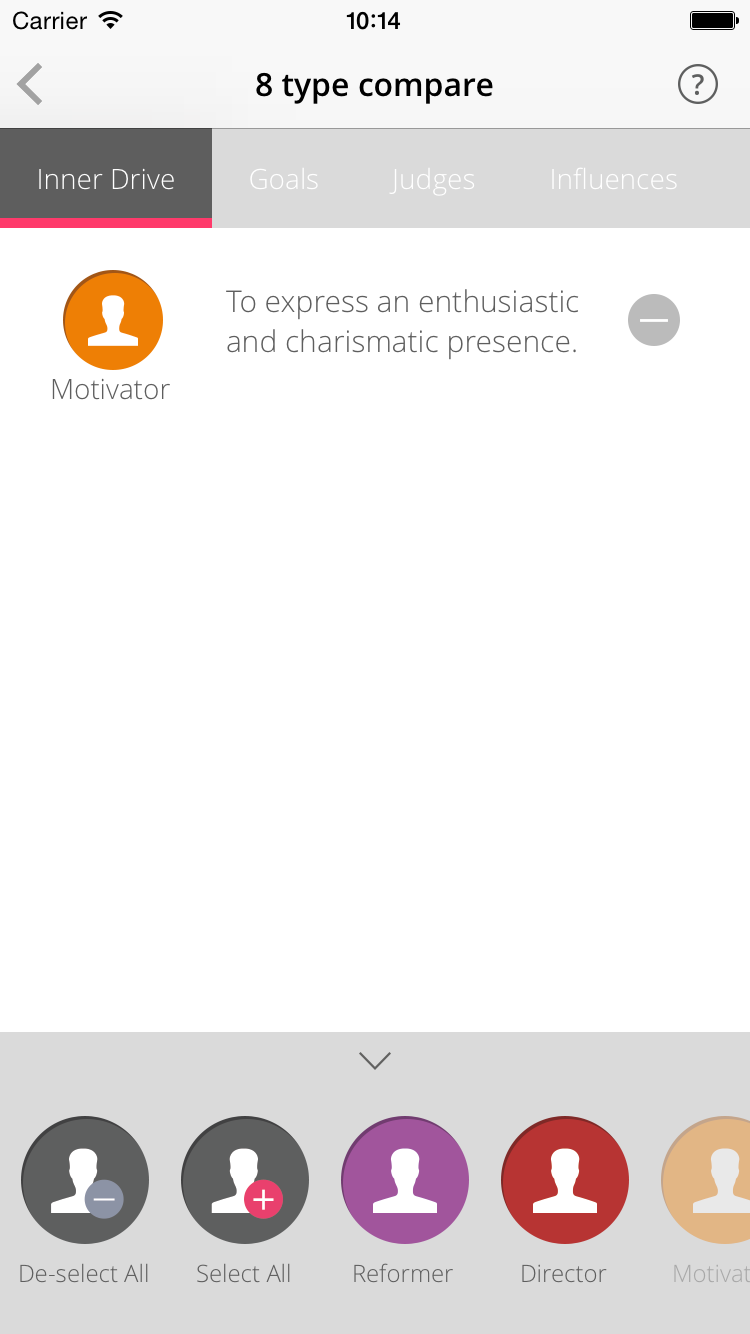 Carrier 10:14
8 type compare
?
Inner Drive Goals Judges Influences
To express an enthusiastic
and charismatic presence.
Motivator
De-select All Select All Reformer Director Motivat